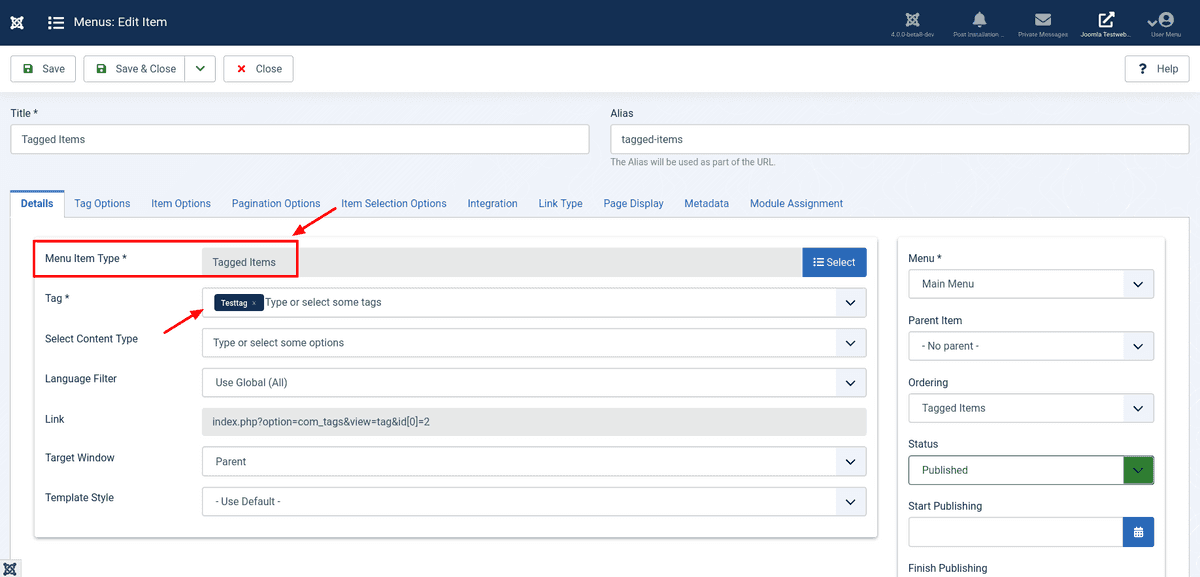 Menus: Edit Item
4.0.0-beta8-dev
Post Installation ...
Private Messages
Joomla Testweb...
User Menu
Save
Save & Close
Close
? Help
Title *
Tagged Items
Alias
tagged-items
The Alias will be used as part of the URL.
Details
Tag Options
Item Options
Pagination Options
Item Selection Options
Integration
Link Type
Page Display
Metadata
Module Assignment
Menu Item Type *
Tagged Items
Select
Tag *
Testtag ×
Type or select some tags
Select Content Type
Type or select some options
Language Filter
Use Global (All)
Link
index.php?option=com_tags&view=tag&id[0]=2
Target Window
Parent
Template Style
- Use Default -
Menu *
Main Menu
Parent Item
- No parent -
Ordering
Tagged Items
Status
Published
Start Publishing
Finish Publishing